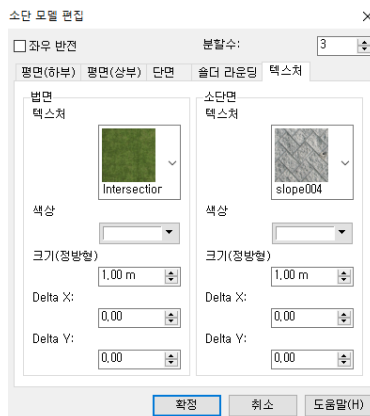 소단 모델 편집
좌우 반전
분할수: 3
평면(하부) 평면(상부) 단면 숄더 라운딩 텍스처
법면
텍스처
Intersection
색상
크기(정방형)
1,00 m
Delta X:
0,00
Delta Y:
0,00
소단면
텍스처
slope004
색상
크기(정방형)
1,00 m
Delta X:
0,00
Delta Y:
0,00
확정 취소 도움말(H)